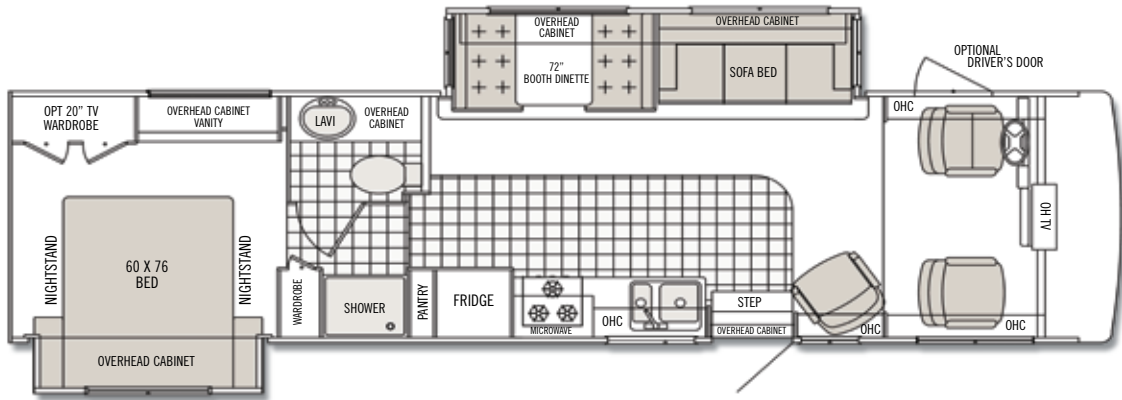 OVERHEAD
CABINET
72"
BOOTH DINETTE
OVERHEAD CABINET
SOFA BED
OPTIONAL
DRIVER'S DOOR
OPT 20" TV
WARDROBE
OVERHEAD CABINET
VANITY
LAVI
OVERHEAD
CABINET
OHC
OH TV
NIGHTSTAND
60 X 76
BED
NIGHTSTAND
OVERHEAD CABINET
WARDROBE
SHOWER
PANTRY
FRIDGE
MICROWAVE
OHC
STEP
OVERHEAD CABINET
OHC
OHC